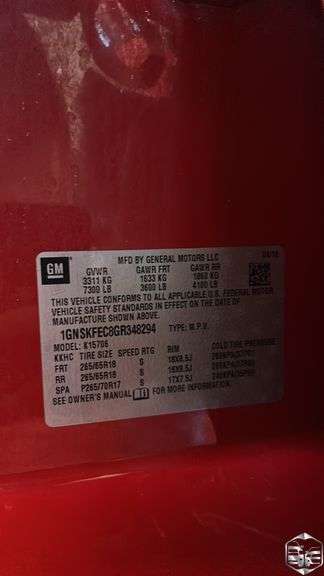 GM
MFD BY GENERAL MOTORS LLC
GVWR GAWR FRT GAWR RR
3311 KG 1633 KG 1860 KG
7300 LB 3600 LB 4100 LB
THIS VEHICLE CONFORMS TO ALL APPLICABLE U.S. FEDERAL
VEHICLE SAFETY STANDARDS IN EFFECT ON THE DATE OF
MANUFACTURE SHOWN ABOVE.
1GNSKFEC8GR348294 TYPE: M.P.V.
MODEL: K15706
KKHC TIRE SIZE SPEED RTG RIM COLD TIRE PRESSURE
FRT 265/65R18 S 18X8.5J
RR 265/65R18 S 18X8.5J
SPA P265/70R17 S 17X7.5J
SEE OWNER'S MANUAL FOR MORE INFORMATION